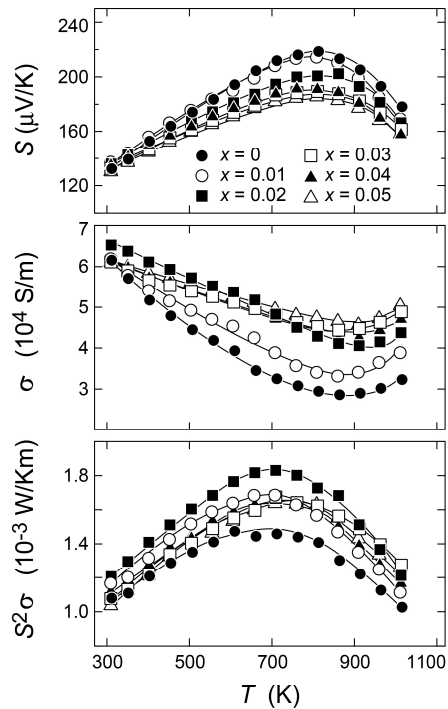 240
200
160
120
S (μV/K)
x = 0
x = 0.03
x = 0.01
x = 0.04
x = 0.02
x = 0.05
7
6
5
4
3
σ (10⁴ S/m)
1.8
1.4
1.0
S²σ (10⁻³ W/Km)
300 500 700 900 1100
T (K)